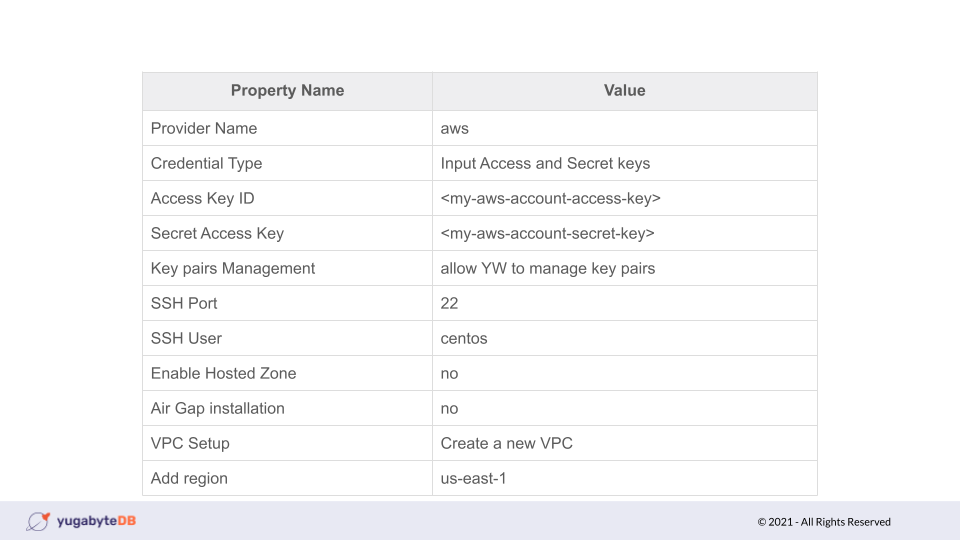 Property Name Value
Provider Name aws
Credential Type Input Access and Secret keys
Access Key ID <my-aws-account-access-key>
Secret Access Key <my-aws-account-secret-key>
Key pairs Management allow YW to manage key pairs
SSH Port 22
SSH User centos
Enable Hosted Zone no
Air Gap installation no
VPC Setup Create a new VPC
Add region us-east-1
yugabyteDB © 2021 - All Rights Reserved